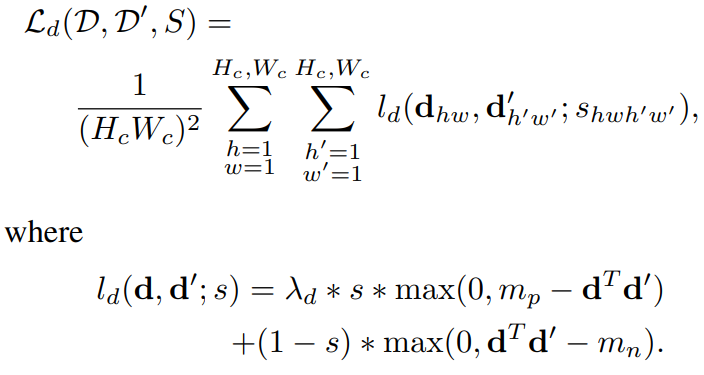 \mathcal{L}_d(\mathcal{D}, \mathcal{D}', S) =
\frac{1}{(H_c W_c)^2} \sum_{\substack{h=1 \\ w=1}}^{H_c, W_c} \sum_{\substack{h'=1 \\ w'=1}}^{H_c, W_c} l_d(\mathbf{d}_{hw}, \mathbf{d}'_{h'w'}; s_{hwh'w'}),
where
l_d(\mathbf{d}, \mathbf{d}'; s) = \lambda_d * s * \max(0, m_p - \mathbf{d}^T \mathbf{d}')
+(1 - s) * \max(0, \mathbf{d}^T \mathbf{d}' - m_n).